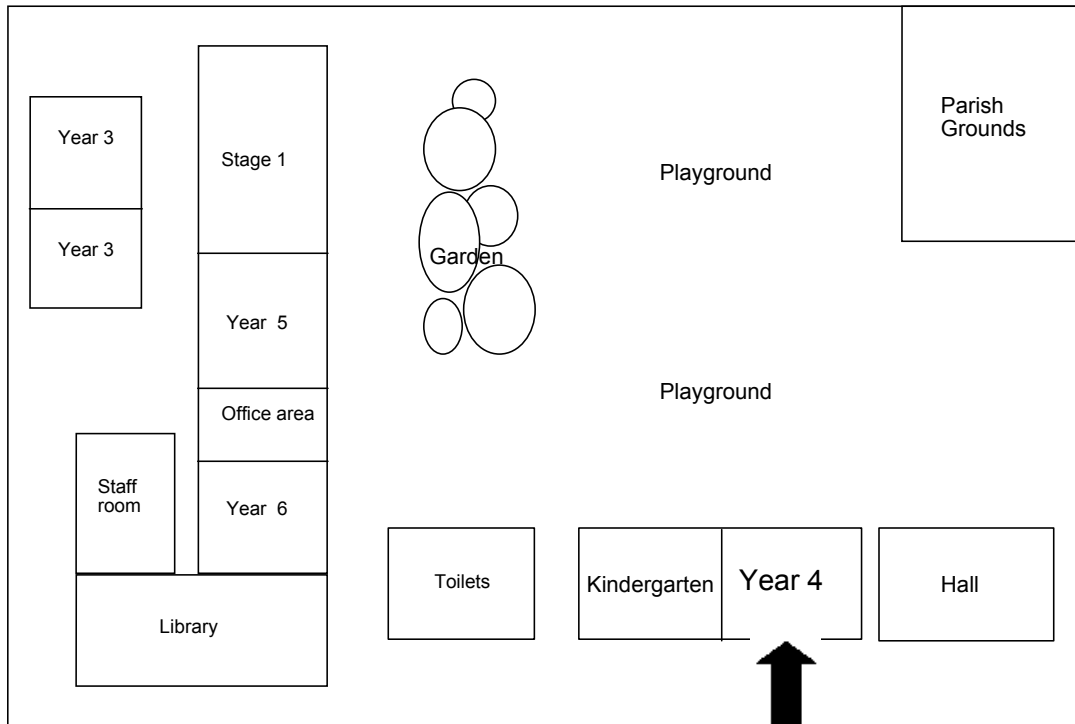 Parish
Grounds
Year 3
Stage 1
Playground
Year 3
Garden
Year 5
Playground
Office area
Staff
room
Year 6
Toilets
Kindergarten
Year 4
Hall
Library